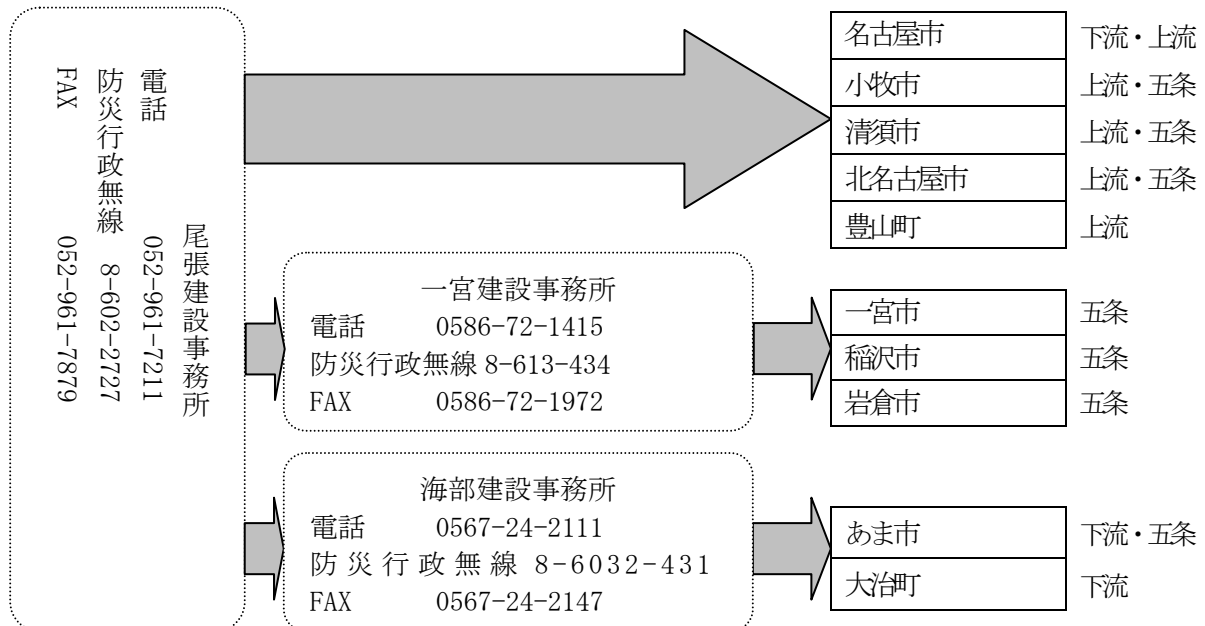 尾張建設事務所
電話 052-961-7211
防災行政無線 8-602-2727
FAX 052-961-7879
名古屋市 下流・上流
小牧市 上流・五条
清須市 上流・五条
北名古屋市 上流・五条
豊山町 上流
一宮建設事務所
電話 0586-72-1415
防災行政無線 8-613-434
FAX 0586-72-1972
一宮市 五条
稲沢市 五条
岩倉市 五条
海部建設事務所
電話 0567-24-2111
防災行政無線 8-6032-431
FAX 0567-24-2147
あま市 下流・五条
大治町 下流